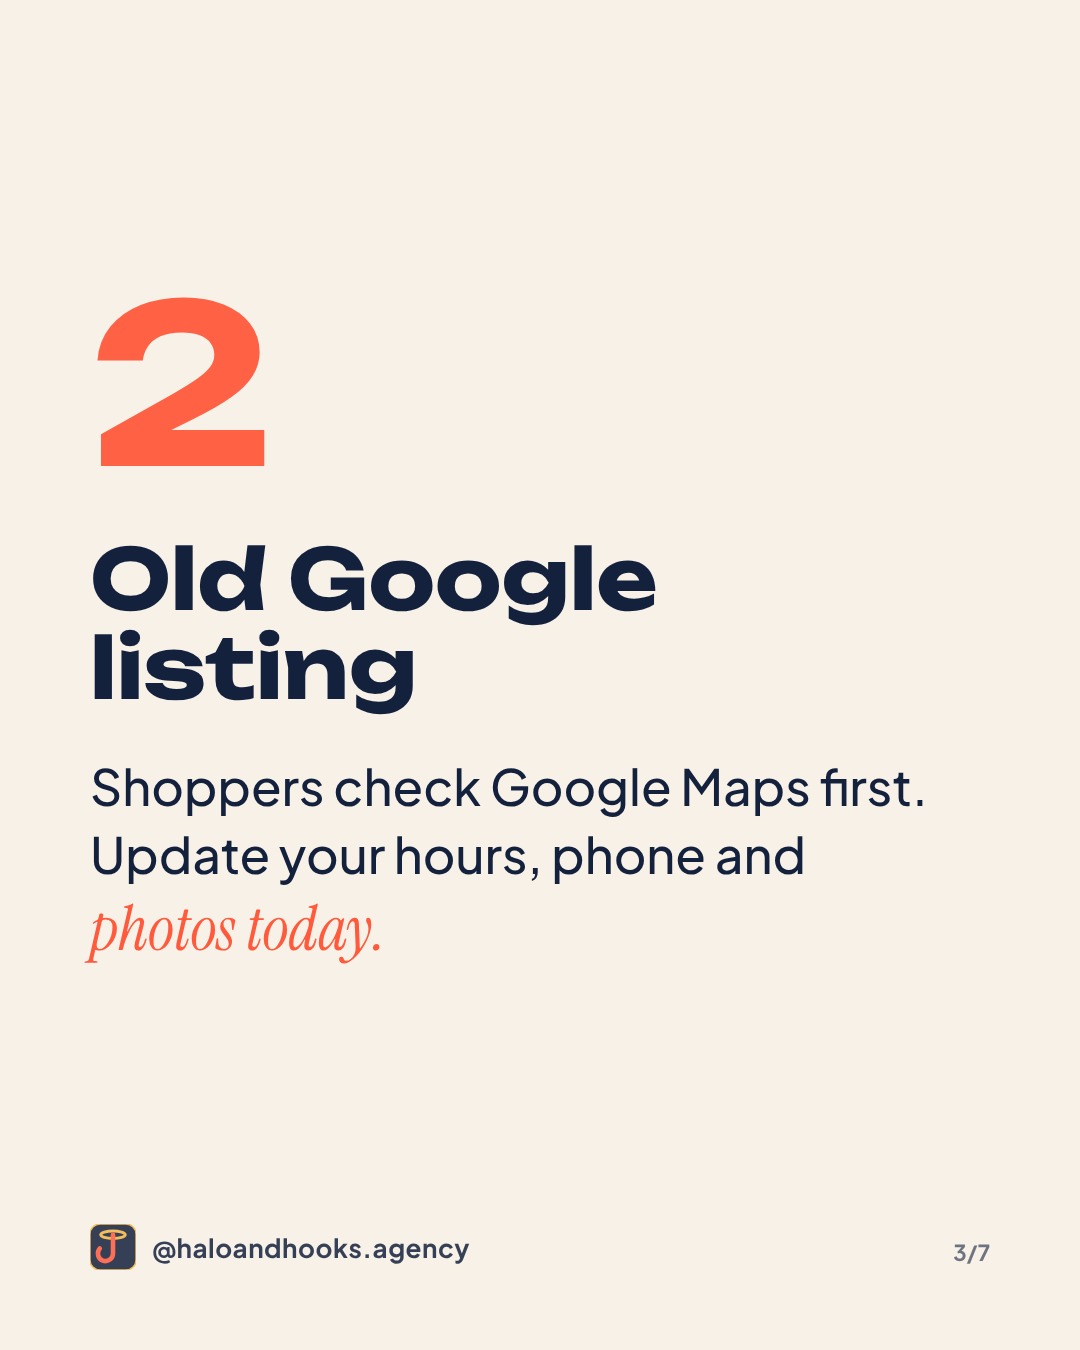 2
Old Google
listing
Shoppers check Google Maps first.
Update your hours, phone and
photos today.
@haloandhooks.agency
3/7